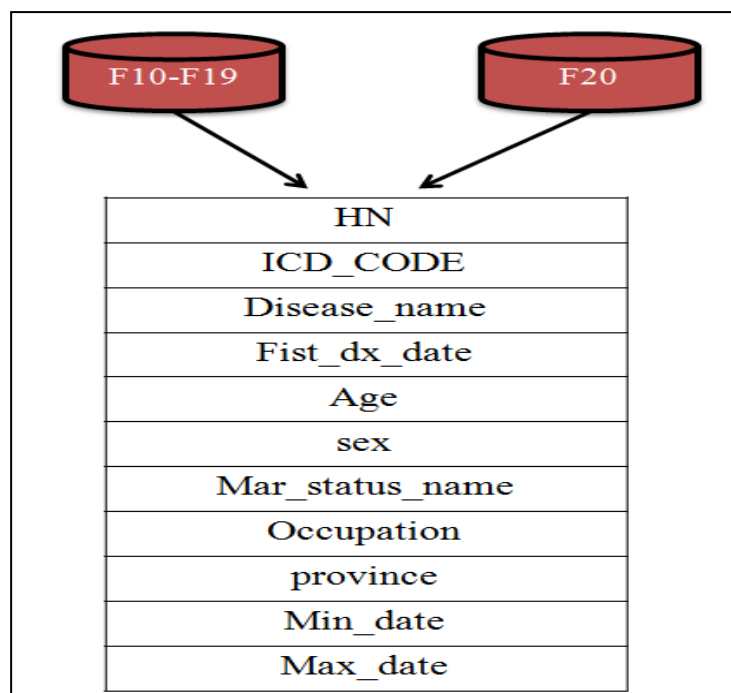 F10-F19
F20
HN
ICD_CODE
Disease_name
Fist_dx_date
Age
sex
Mar_status_name
Occupation
province
Min_date
Max_date